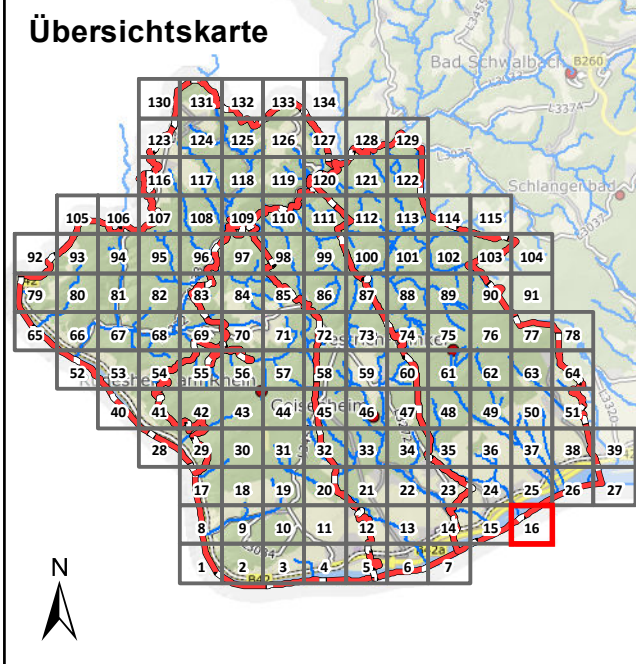 Übersichtskarte
Bad Schwalbach
B260
L3374
L3035
Schlangenbad
L3037
130 131 132 133 134
123 124 125 126 127 128 129
116 117 118 119 120 121 122
105 106 107 108 109 110 111 112 113 114 115
92 93 94 95 96 97 98 99 100 101 102 103 104
79 80 81 82 83 84 85 86 87 88 89 90 91
65 66 67 68 69 70 71 72 73 74 75 76 77 78
52 53 54 55 56 57 58 59 60 61 62 63 64
40 41 42 43 44 45 46 47 48 49 50 51
28 29 30 31 32 33 34 35 36 37 38 39
17 18 19 20 21 22 23 24 25 26 27
8 9 10 11 12 13 14 15 16
1 2 3 4 5 6 7
B42
B42a
N